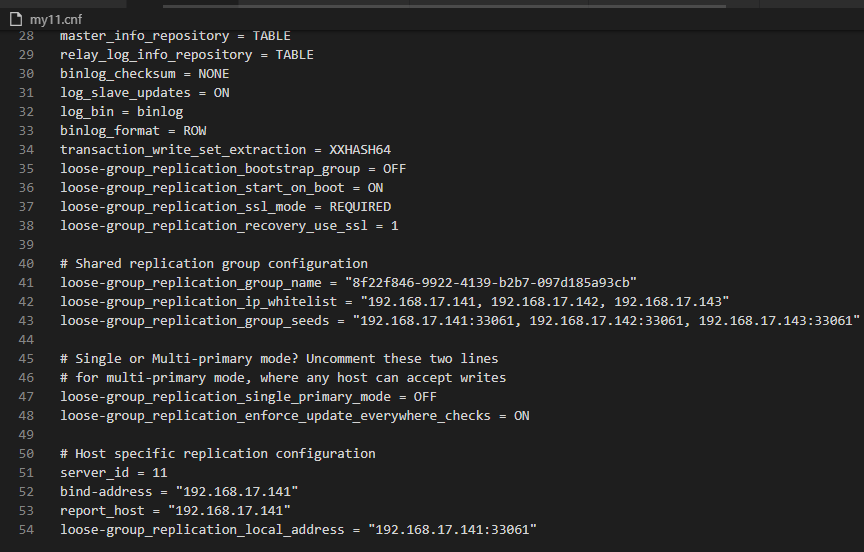 my11.cnf
28 master_info_repository = TABLE
29 relay_log_info_repository = TABLE
30 binlog_checksum = NONE
31 log_slave_updates = ON
32 log_bin = binlog
33 binlog_format = ROW
34 transaction_write_set_extraction = XXHASH64
35 loose-group_replication_bootstrap_group = OFF
36 loose-group_replication_start_on_boot = ON
37 loose-group_replication_ssl_mode = REQUIRED
38 loose-group_replication_recovery_use_ssl = 1
39
40 # Shared replication group configuration
41 loose-group_replication_group_name = "8f22f846-9922-4139-b2b7-097d185a93cb"
42 loose-group_replication_ip_whitelist = "192.168.17.141, 192.168.17.142, 192.168.17.143"
43 loose-group_replication_group_seeds = "192.168.17.141:33061, 192.168.17.142:33061, 192.168.17.143:33061"
44
45 # Single or Multi-primary mode? Uncomment these two lines
46 # for multi-primary mode, where any host can accept writes
47 loose-group_replication_single_primary_mode = OFF
48 loose-group_replication_enforce_update_everywhere_checks = ON
49
50 # Host specific replication configuration
51 server_id = 11
52 bind-address = "192.168.17.141"
53 report_host = "192.168.17.141"
54 loose-group_replication_local_address = "192.168.17.141:33061"